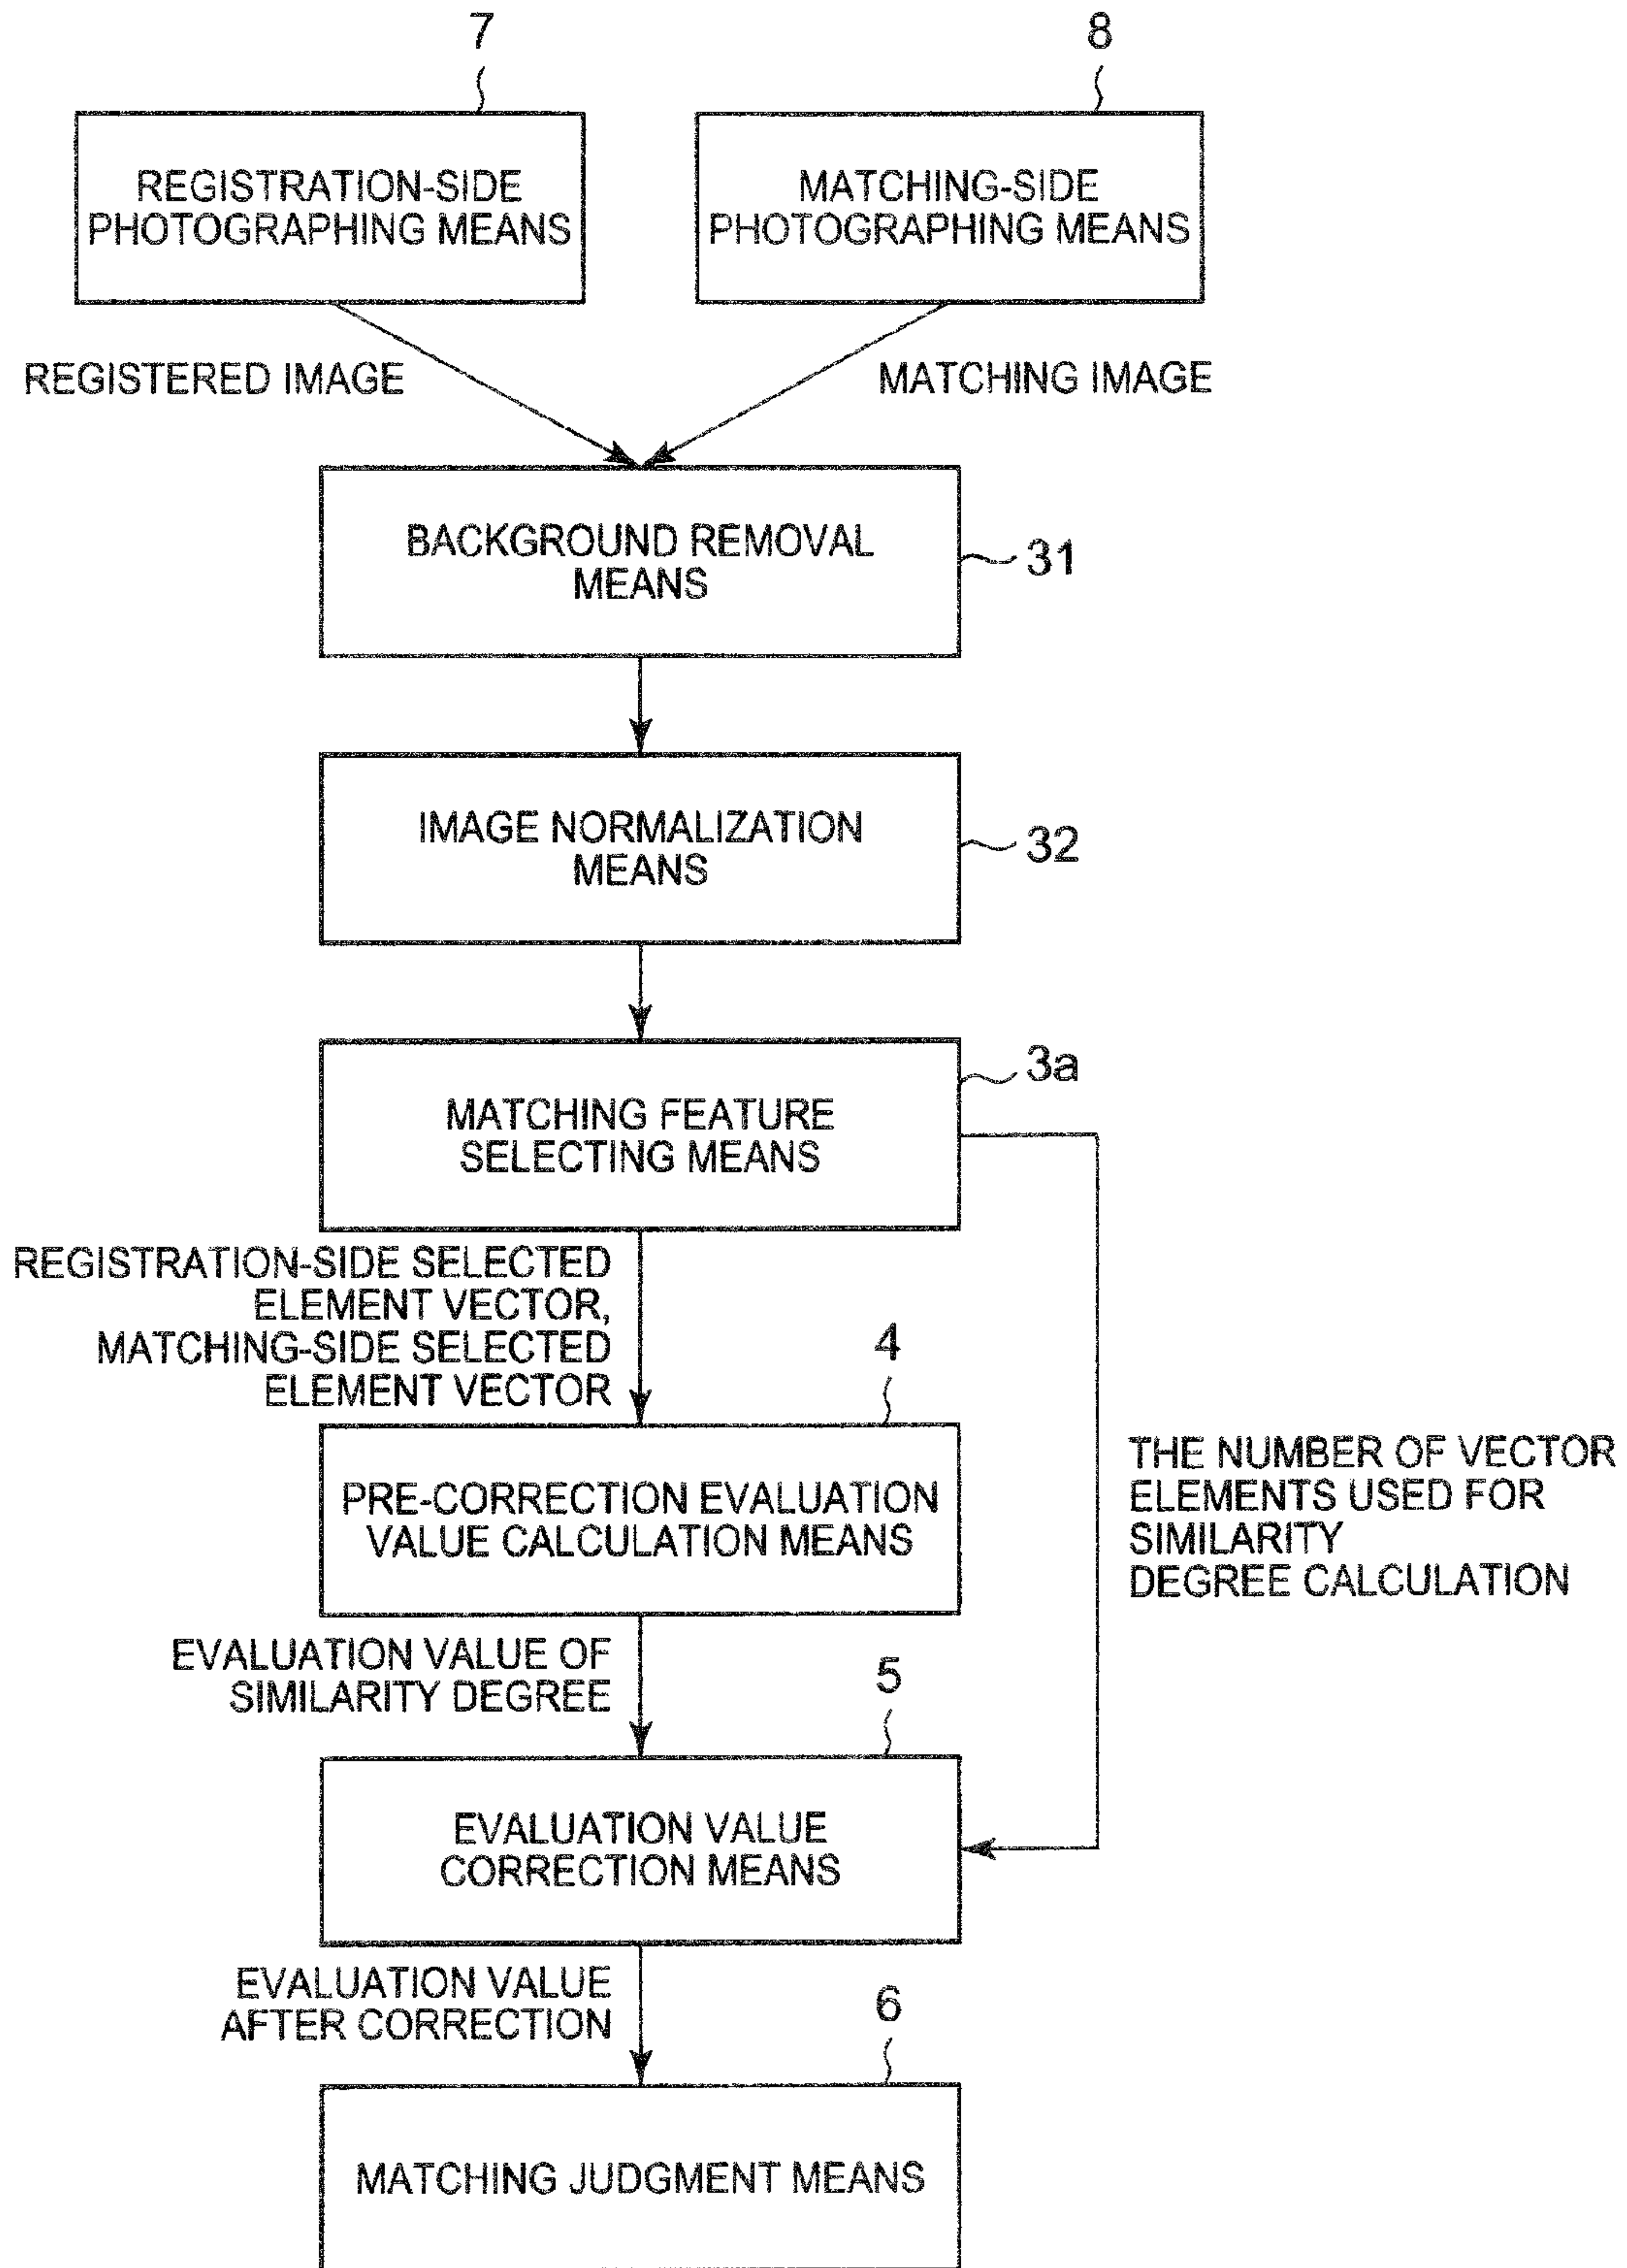 7
8
REGISTRATION-SIDE
PHOTOGRAPHING MEANS
MATCHING-SIDE
PHOTOGRAPHING MEANS
REGISTERED IMAGE
MATCHING IMAGE
BACKGROUND REMOVAL
MEANS
31
IMAGE NORMALIZATION
MEANS
32
3a
MATCHING FEATURE
SELECTING MEANS
REGISTRATION-SIDE SELECTED
ELEMENT VECTOR,
MATCHING-SIDE SELECTED
ELEMENT VECTOR
4
THE NUMBER OF VECTOR
ELEMENTS USED FOR
SIMILARITY
DEGREE CALCULATION
PRE-CORRECTION EVALUATION
VALUE CALCULATION MEANS
EVALUATION VALUE OF
SIMILARITY DEGREE
5
EVALUATION VALUE
CORRECTION MEANS
EVALUATION VALUE
AFTER CORRECTION
6
MATCHING JUDGMENT MEANS